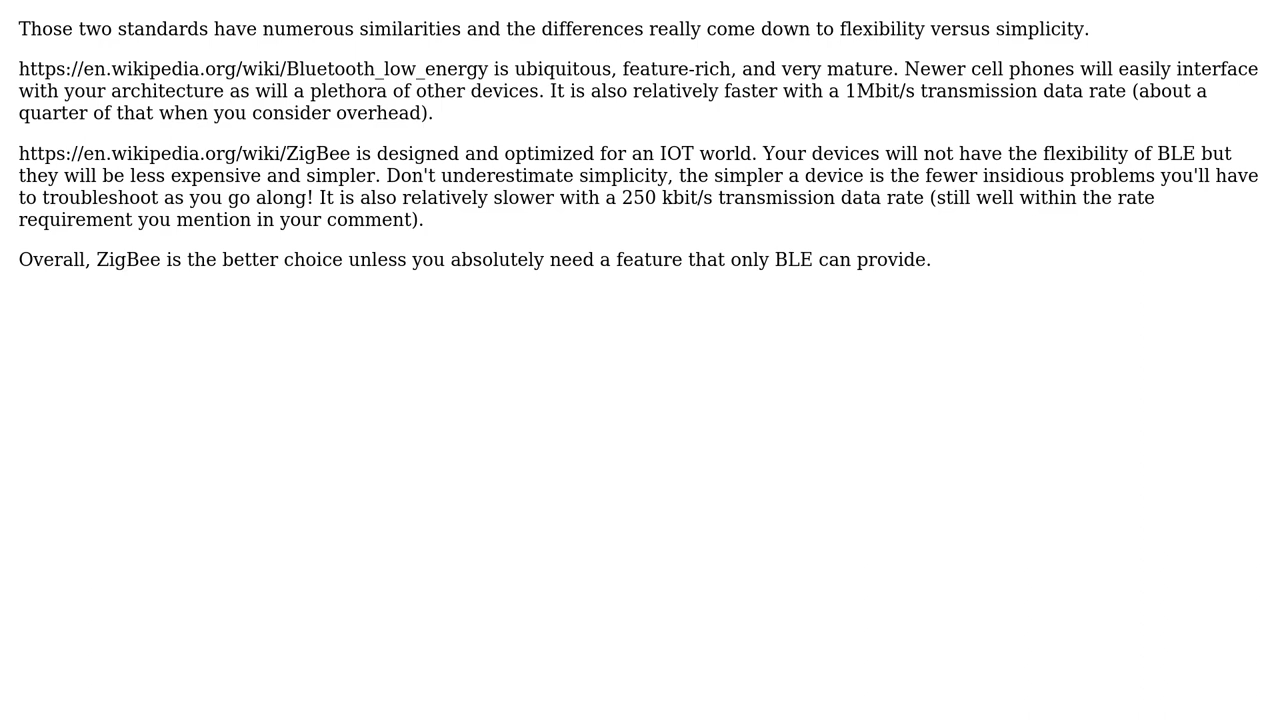 Those two standards have numerous similarities and the differences really come down to flexibility versus simplicity.
https://en.wikipedia.org/wiki/Bluetooth_low_energy is ubiquitous, feature-rich, and very mature. Newer cell phones will easily interface
with your architecture as will a plethora of other devices. It is also relatively faster with a 1Mbit/s transmission data rate (about a
quarter of that when you consider overhead).
https://en.wikipedia.org/wiki/ZigBee is designed and optimized for an IOT world. Your devices will not have the flexibility of BLE but
they will be less expensive and simpler. Don't underestimate simplicity, the simpler a device is the fewer insidious problems you'll have
to troubleshoot as you go along! It is also relatively slower with a 250 kbit/s transmission data rate (still well within the rate
requirement you mention in your comment).
Overall, ZigBee is the better choice unless you absolutely need a feature that only BLE can provide.